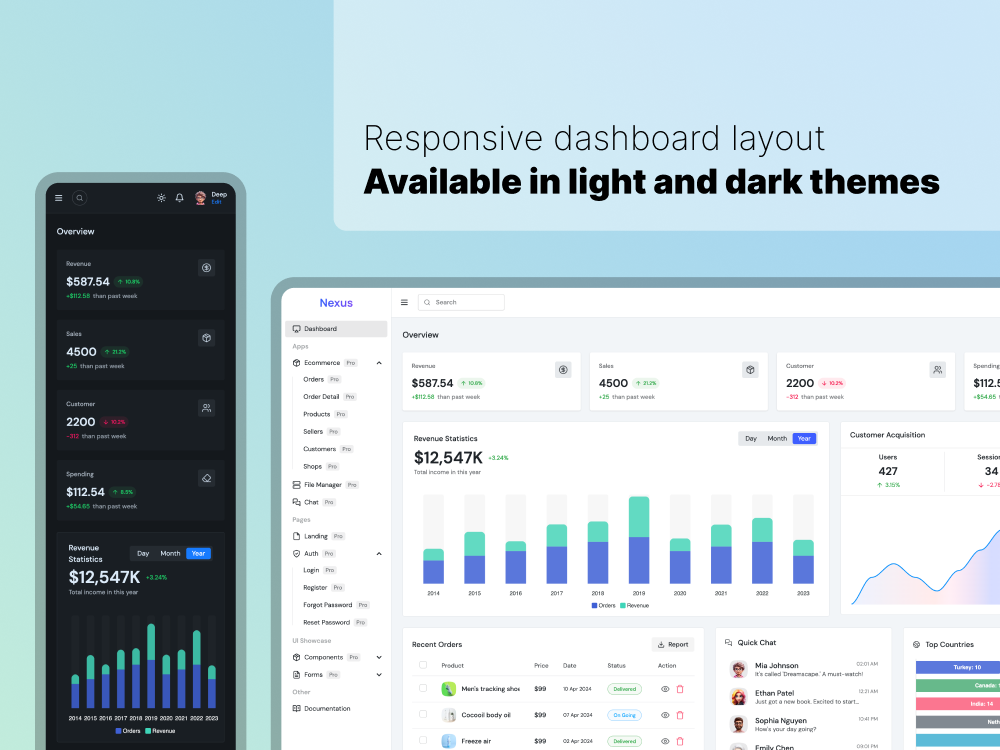 Responsive dashboard layout
Available in light and dark themes
Deep
Edit
Overview
Revenue
$587.54 ↑ 10.8%
+$112.58 than past week
Sales
4500 ↑ 21.2%
+25 than past week
Customer
2200 ↓ 10.2%
-312 than past week
Spending
$112.54 ↑ 8.5%
+$54.65 than past week
Revenue Statistics
Day Month Year
$12,547K +3.24%
Total income in this year
2014 2015 2016 2017 2018 2019 2020 2021 2022 2023
Orders Revenue
Nexus
Search
Dashboard
Apps
Ecommerce Pro
Orders Pro
Order Detail Pro
Products Pro
Sellers Pro
Customers Pro
Shops Pro
File Manager Pro
Chat Pro
Pages
Landing Pro
Auth Pro
Login Pro
Register Pro
Forgot Password Pro
Reset Password Pro
UI Showcase
Components Pro
Forms Pro
Other
Documentation
Overview
Revenue
$587.54 ↑ 10.8%
+$112.58 than past week
Sales
4500 ↑ 21.2%
+25 than past week
Customer
2200 ↓ 10.2%
-312 than past week
Spending
$112.5
+$54.65
Revenue Statistics
Day Month Year
$12,547K +3.24%
Total income in this year
2014 2015 2016 2017 2018 2019 2020 2021 2022 2023
Orders Revenue
Customer Acquisition
Users
427
↑ 3.15%
Session
34
↓ -2.78
Recent Orders
Report
Product Price Date Status Action
Men's tracking shoe $99 10 Apr 2024 Delivered
Cocooil body oil $99 07 Apr 2024 On Going
Freeze air $99 03 Apr 2024 Delivered
Quick Chat
Mia Johnson 02:01 AM
It's called 'Dreamscape.' A must-watch!
Ethan Patel 12:21 AM
Just got a new book. Excited to start...
Sophia Nguyen 10:41 PM
How's your day going?
Emily Chen 09:01 PM
Top Countries
Turkey: 10
Canada: 1
India: 14
Neth